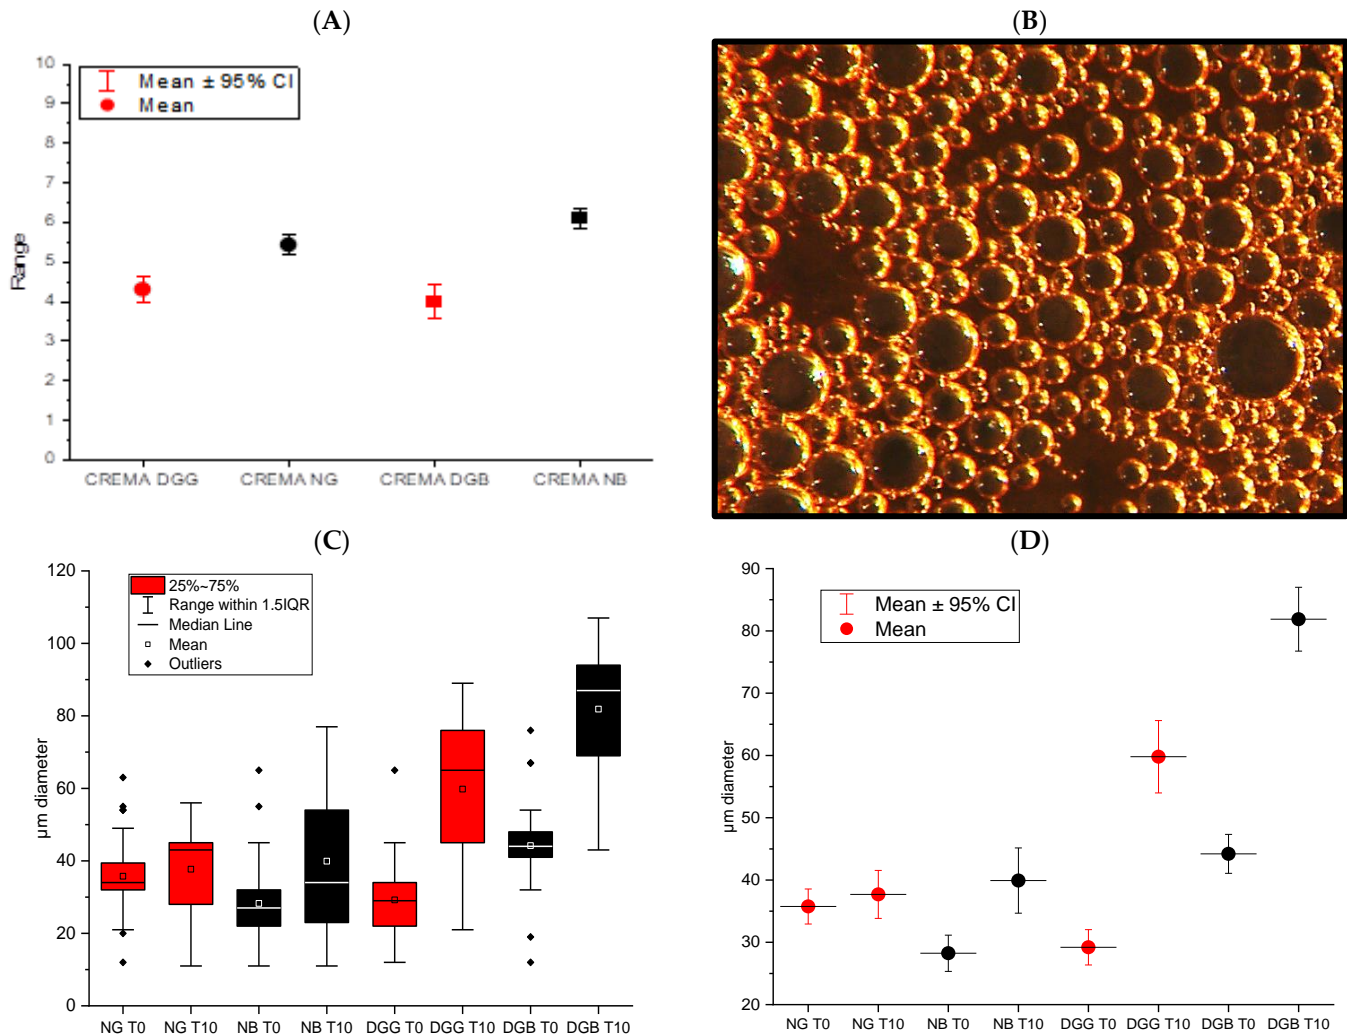 (A)
10
9
8
7
6
5
4
3
2
1
0
Range
Mean ± 95% CI
Mean
CREMA DGG CREMA NG CREMA DGB CREMA NB
(B)
(C)
120
100
80
60
40
20
0
µm diameter
25%~75%
Range within 1.5IQR
Median Line
Mean
Outliers
NG T0 NG T10 NB T0 NB T10 DGG T0 DGG T10 DGB T0 DGB T10
(D)
90
80
70
60
50
40
30
20
µm diameter
Mean ± 95% CI
Mean
NG T0 NG T10 NB T0 NB T10 DGG T0 DGG T10 DGB T0 DGB T10